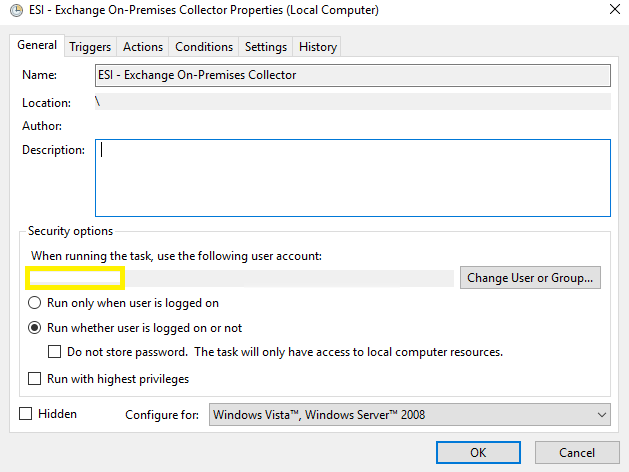 ESI - Exchange On-Premises Collector Properties (Local Computer)
General Triggers Actions Conditions Settings History
Name: ESI - Exchange On-Premises Collector
Location: \
Author:
Description:
Security options
When running the task, use the following user account:
Change User or Group...
Run only when user is logged on
Run whether user is logged on or not
Do not store password. The task will only have access to local computer resources.
Run with highest privileges
Hidden Configure for: Windows Vista™, Windows Server™ 2008
OK Cancel